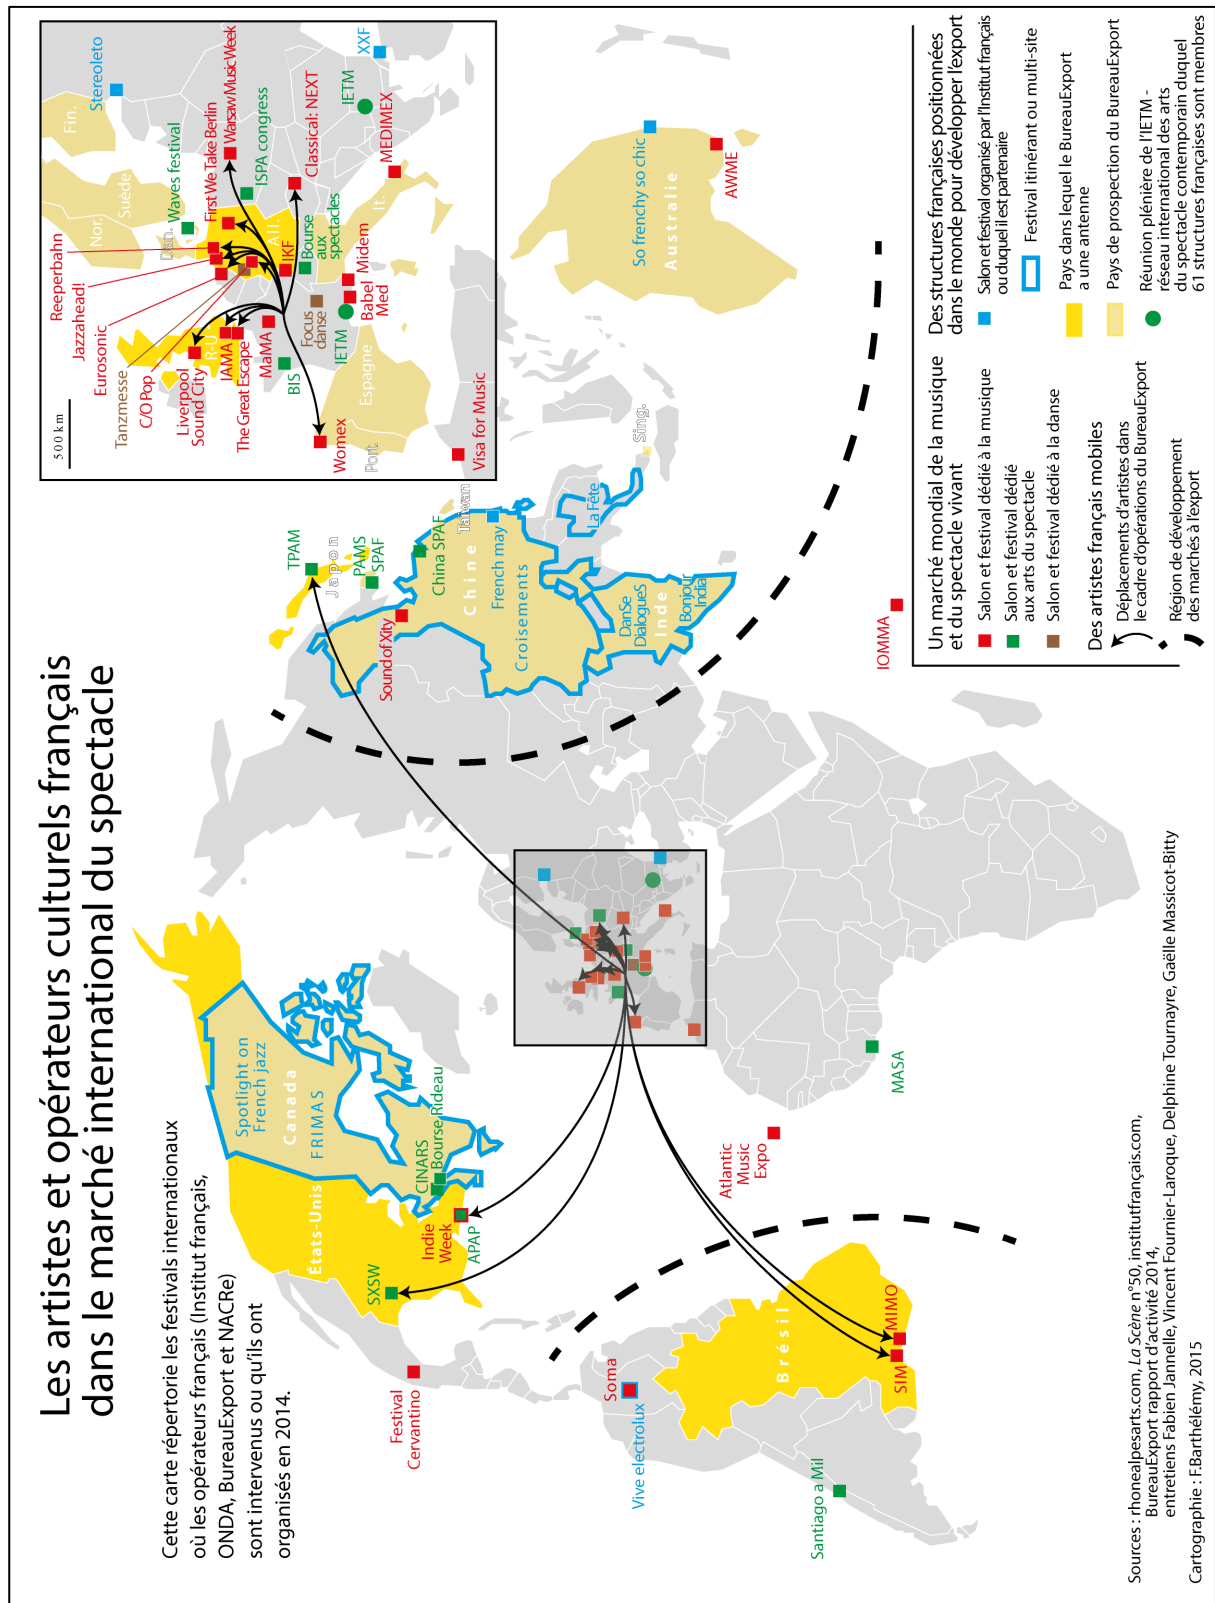 Les artistes et opérateurs culturels français
dans le marché international du spectacle
Cette carte répertorie les festivals internationaux
où les opérateurs français (Institut français,
ONDA, BureauExport et NACRe)
sont intervenus ou qu'ils ont
organisés en 2014.
Spotlight on
French jazz
Canada
FRIMAS
États-Unis
CINARS
Bourse Rideau
Indie
Week
APAP
SXSW
Festival
Cervantino
Soma
Vive electrolux
Brésil
SIM
MIMO
Santiago a Mil
Atlantic
Music
Expo
MASA
IOMMA
TPAM
Japon
PAMS
SPAF
China SPAF
Sound of Xity
Chine
French may
Croisements
Taïwan
DanSe
DialogueS
Inde
Bonjour
India
La Fête
Sing.
So frenchy so chic
Australie
AWME
500 km
Fin.
Suède
Nor.
Dan.
Stereoleto
Waves festival
Reeperbahn
Jazzahead!
Eurosonic
Tanzmesse
C/O Pop
Liverpool
Sound City
R-U
IAMA
The Great Escape
MaMA
BIS
Womex
First We Take Berlin
Warsaw Music Week
ISPA congress
All.
IKF
Classical: NEXT
Bourse
aux
spectacles
Focus
danse
IETM
Babel
Med
Midem
It.
MEDIMEX
IETM
XXF
Espagne
Port.
Visa for Music
Un marché mondial de la musique
et du spectacle vivant
Salon et festival dédié à la musique
Salon et festival dédié
aux arts du spectacle
Salon et festival dédié à la danse
Des artistes français mobiles
Déplacements d'artistes dans
le cadre d'opérations du BureauExport
Région de développement
des marchés à l'export
Des structures françaises positionnées
dans le monde pour développer l'export
Salon et festival organisé par l'Institut français
ou duquel il est partenaire
Festival itinérant ou multi-site
Pays dans lequel le BureauExport
a une antenne
Pays de prospection du BureauExport
Réunion plénière de l'IETM -
réseau international des arts
du spectacle contemporain duquel
61 structures françaises sont membres
Sources : rhonealpesarts.com, La Scène n°50, institutfrançais.com,
BureauExport rapport d'activité 2014,
entretiens Fabien Jannelle, Vincent Fournier-Laroque, Delphine Tournayre, Gaëlle Massicot-Bitty
Cartographie : F.Barthélémy, 2015